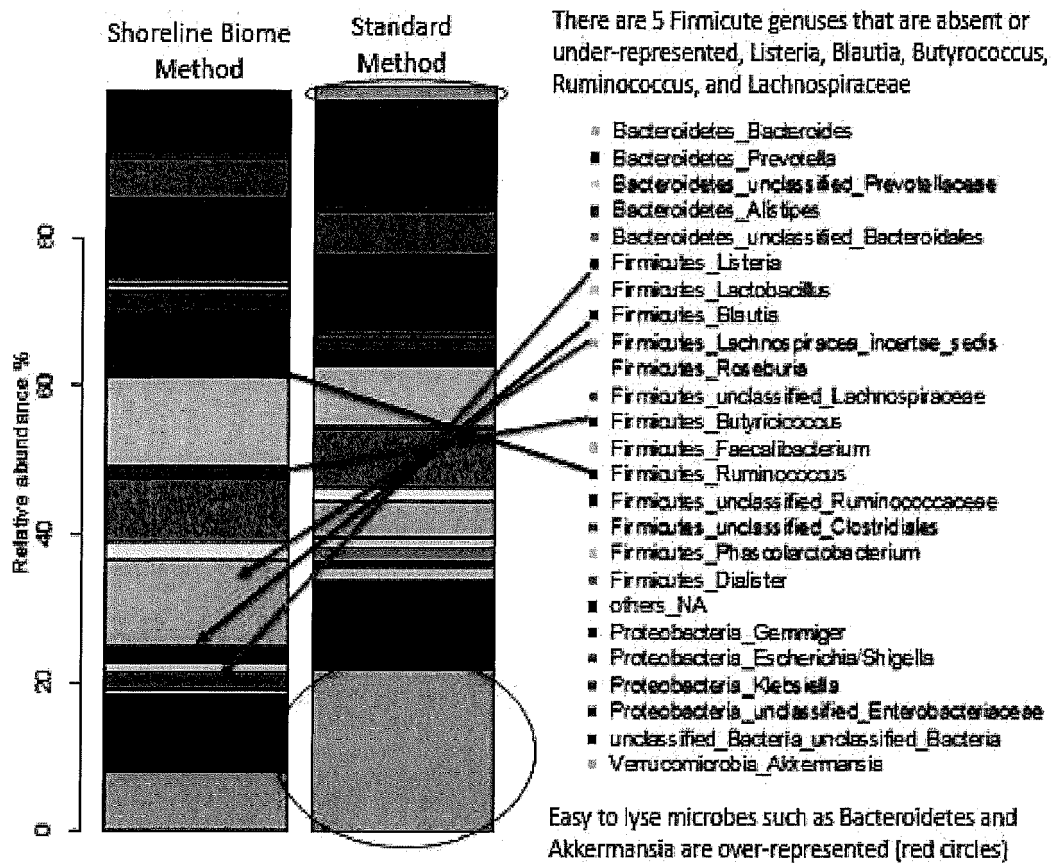 Shoreline Biome
Method
Standard
Method
There are 5 Firmicute genuses that are absent or
under-represented, Listeria, Blautia, Butyrococcus,
Ruminococcus, and Lachnospiraceae
Relative abundance %
80
60
40
20
0
Bacteroidetes_Bacteroides
Bacteroidetes_Prevotella
Bacteroidetes_unclassified_Prevotellaceae
Bacteroidetes_Alistipes
Bacteroidetes_unclassified_Bacteroidales
Firmicutes_Listeria
Firmicutes_Lactobacillus
Firmicutes_Blautia
Firmicutes_Lachnospiracea_incertae_sedis
Firmicutes_Roseburia
Firmicutes_unclassified_Lachnospiraceae
Firmicutes_Butyricicoccus
Firmicutes_Faecalibacterium
Firmicutes_Ruminococcus
Firmicutes_unclassified_Ruminococcaceae
Firmicutes_unclassified_Clostridiales
Firmicutes_Phascolarctobacterium
Firmicutes_Dialister
others_NA
Proteobacteria_Gemmiger
Proteobacteria_Escherichia/Shigella
Proteobacteria_Klebsiella
Proteobacteria_unclassified_Enterobacteriaceae
unclassified_Bacteria_unclassified_Bacteria
Verrucomicrobia_Akkermansia
Easy to lyse microbes such as Bacteroidetes and
Akkermansia are over-represented (red circles)